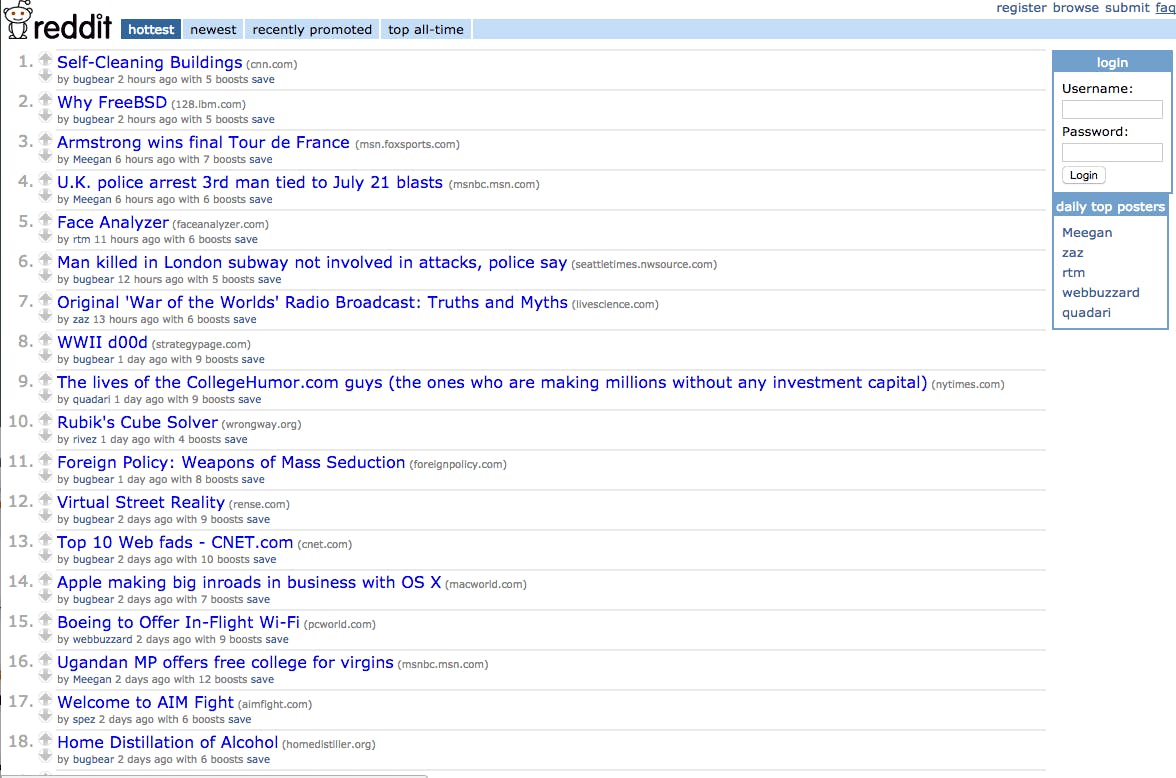 register browse submit faq
reddit hottest newest recently promoted top all-time
1. Self-Cleaning Buildings (cnn.com)
by bugbear 2 hours ago with 5 boosts save
2. Why FreeBSD (128.ibm.com)
by bugbear 2 hours ago with 5 boosts save
3. Armstrong wins final Tour de France (msn.foxsports.com)
by Meegan 6 hours ago with 7 boosts save
4. U.K. police arrest 3rd man tied to July 21 blasts (msnbc.msn.com)
by Meegan 6 hours ago with 6 boosts save
5. Face Analyzer (faceanalyzer.com)
by rtm 11 hours ago with 6 boosts save
6. Man killed in London subway not involved in attacks, police say (seattletimes.nwsource.com)
by bugbear 12 hours ago with 5 boosts save
7. Original 'War of the Worlds' Radio Broadcast: Truths and Myths (livescience.com)
by zaz 13 hours ago with 6 boosts save
8. WWII d00d (strategypage.com)
by bugbear 1 day ago with 9 boosts save
9. The lives of the CollegeHumor.com guys (the ones who are making millions without any investment capital) (nytimes.com)
by quadari 1 day ago with 9 boosts save
10. Rubik's Cube Solver (wrongway.org)
by rivez 1 day ago with 4 boosts save
11. Foreign Policy: Weapons of Mass Seduction (foreignpolicy.com)
by bugbear 1 day ago with 8 boosts save
12. Virtual Street Reality (rense.com)
by bugbear 2 days ago with 9 boosts save
13. Top 10 Web fads - CNET.com (cnet.com)
by bugbear 2 days ago with 10 boosts save
14. Apple making big inroads in business with OS X (macworld.com)
by bugbear 2 days ago with 7 boosts save
15. Boeing to Offer In-Flight Wi-Fi (pcworld.com)
by webbuzzard 2 days ago with 9 boosts save
16. Ugandan MP offers free college for virgins (msnbc.msn.com)
by Meegan 2 days ago with 12 boosts save
17. Welcome to AIM Fight (aimfight.com)
by spez 2 days ago with 6 boosts save
18. Home Distillation of Alcohol (homedistiller.org)
by bugbear 2 days ago with 6 boosts save
login
Username:
Password:
Login
daily top posters
Meegan
zaz
rtm
webbuzzard
quadari